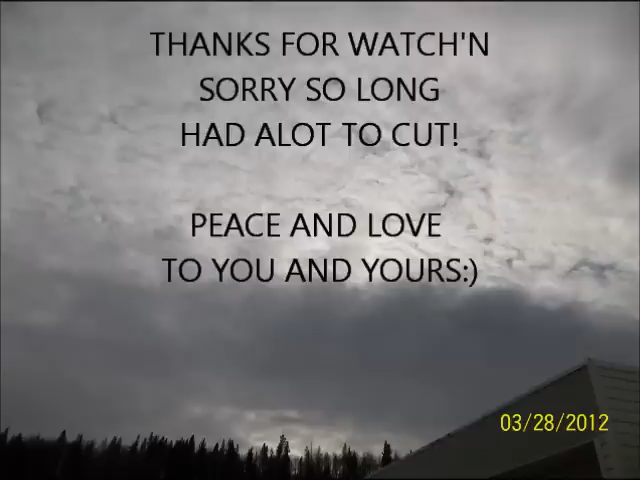 THANKS FOR WATCH'N
SORRY SO LONG
HAD ALOT TO CUT!
PEACE AND LOVE
TO YOU AND YOURS:)
03/28/2012